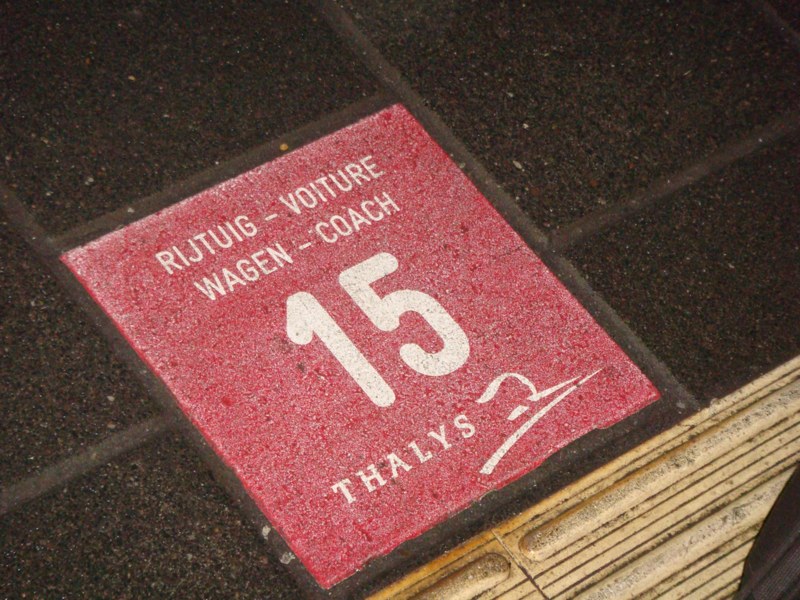 RIJTUIG - VOITURE
WAGEN - COACH
15
THALYS